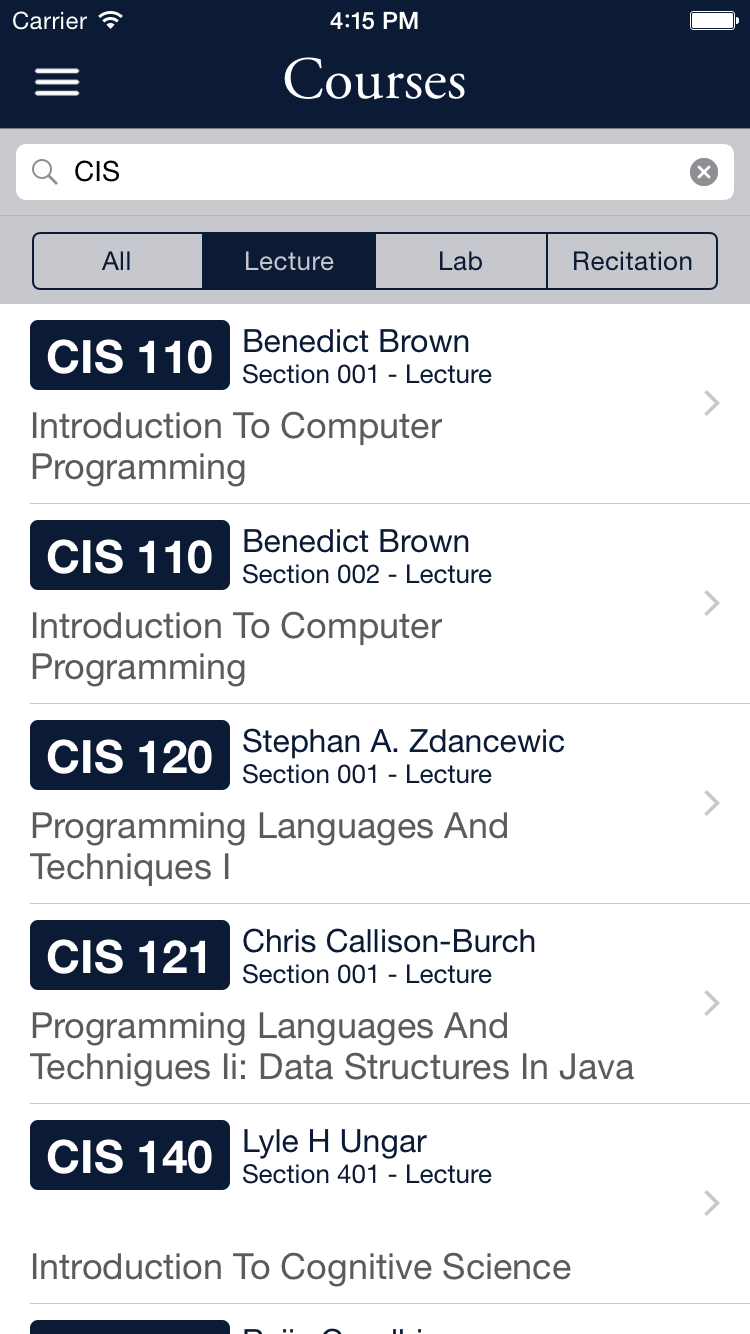 Carrier 4:15 PM
Courses
CIS
All Lecture Lab Recitation
CIS 110 Benedict Brown
Section 001 - Lecture
Introduction To Computer
Programming
CIS 110 Benedict Brown
Section 002 - Lecture
Introduction To Computer
Programming
CIS 120 Stephan A. Zdancewic
Section 001 - Lecture
Programming Languages And
Techniques I
CIS 121 Chris Callison-Burch
Section 001 - Lecture
Programming Languages And
Technigues Ii: Data Structures In Java
CIS 140 Lyle H Ungar
Section 401 - Lecture
Introduction To Cognitive Science